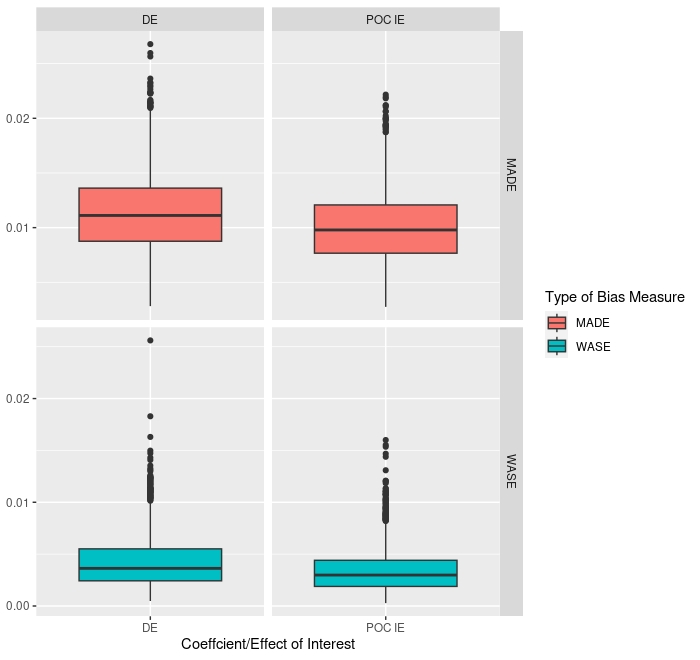 DE
POC IE
0.02
0.01
MADE
0.02
0.01
0.00
WASE
DE
POC IE
Coeffcient/Effect of Interest
Type of Bias Measure
MADE
WASE